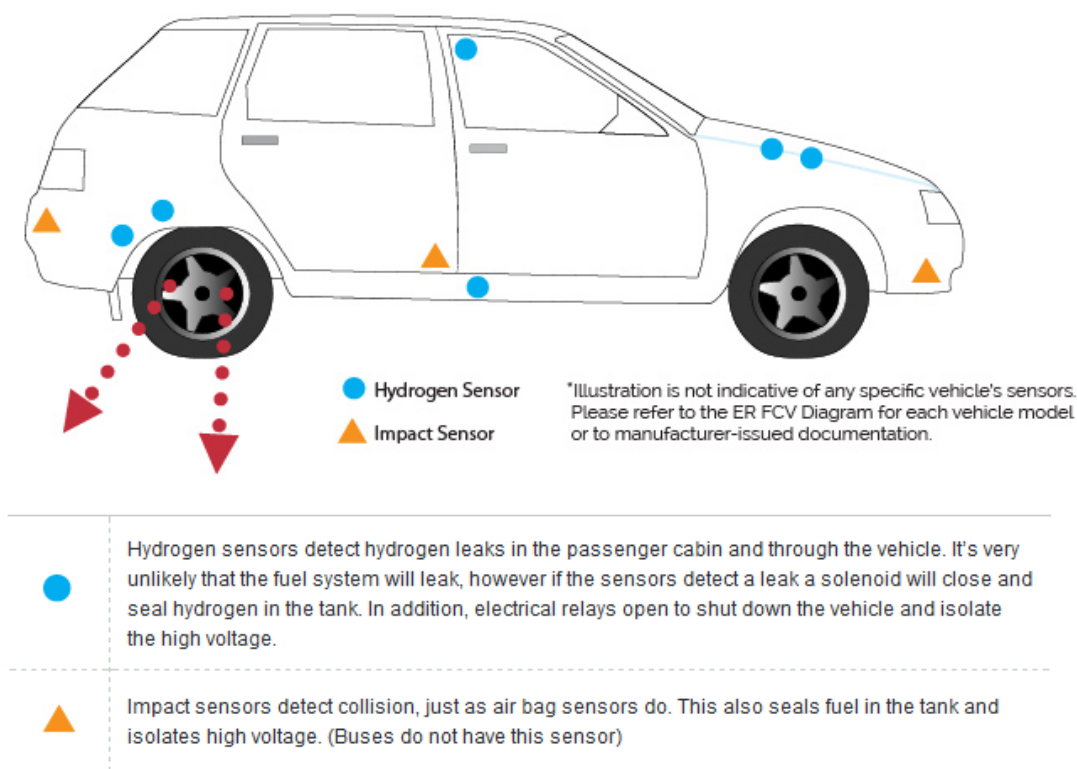 Hydrogen Sensor
Impact Sensor
*Illustration is not indicative of any specific vehicle's sensors.
Please refer to the ER FCV Diagram for each vehicle model
or to manufacturer-issued documentation.
Hydrogen sensors detect hydrogen leaks in the passenger cabin and through the vehicle. It's very
unlikely that the fuel system will leak, however if the sensors detect a leak a solenoid will close and
seal hydrogen in the tank. In addition, electrical relays open to shut down the vehicle and isolate
the high voltage.
Impact sensors detect collision, just as air bag sensors do. This also seals fuel in the tank and
isolates high voltage. (Buses do not have this sensor)